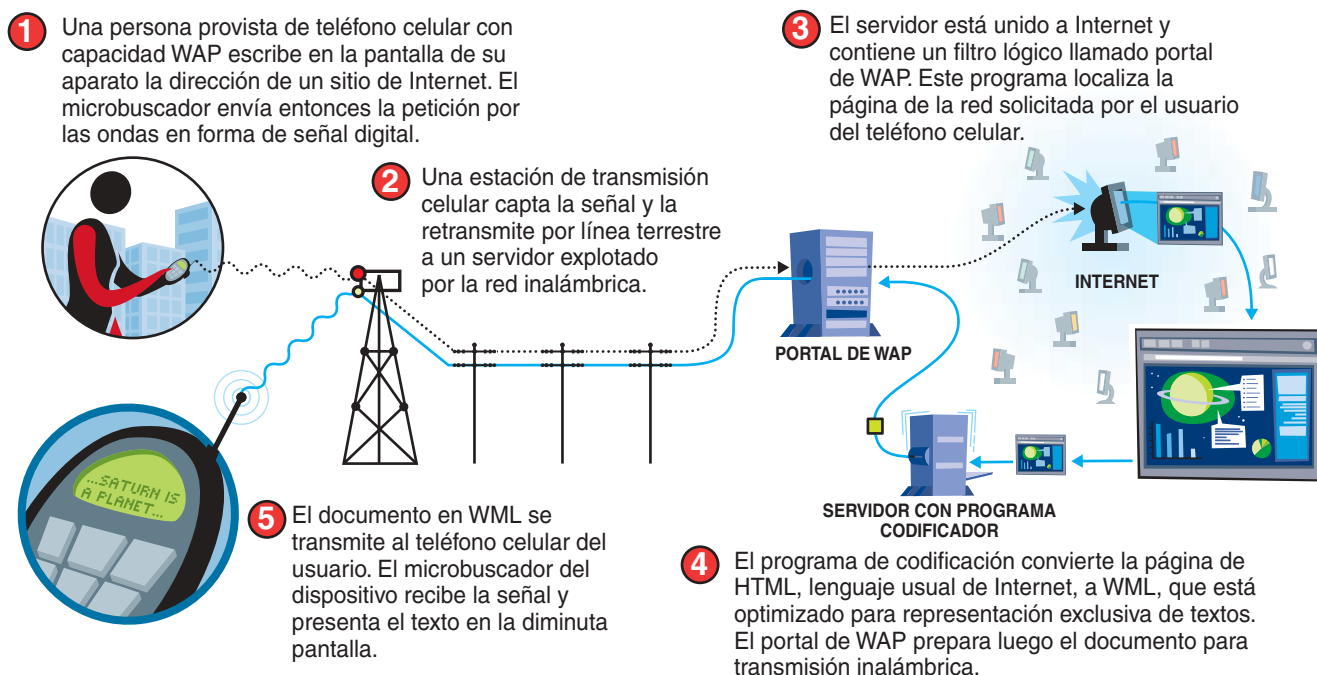 1
Una persona provista de teléfono celular con
capacidad WAP escribe en la pantalla de su
aparato la dirección de un sitio de Internet. El
microbuscador envía entonces la petición por
las ondas en forma de señal digital.
2
Una estación de transmisión
celular capta la señal y la
retransmite por línea terrestre
a un servidor explotado
por la red inalámbrica.
3
El servidor está unido a Internet y
contiene un filtro lógico llamado portal
de WAP. Este programa localiza la
página de la red solicitada por el usuario
del teléfono celular.
INTERNET
PORTAL DE WAP
SERVIDOR CON PROGRAMA
CODIFICADOR
4
El programa de codificación convierte la página de
HTML, lenguaje usual de Internet, a WML, que está
optimizado para representación exclusiva de textos.
El portal de WAP prepara luego el documento para
transmisión inalámbrica.
...SATURN IS
A PLANET...
5
El documento en WML se
transmite al teléfono celular del
usuario. El microbuscador del
dispositivo recibe la señal y
presenta el texto en la diminuta
pantalla.